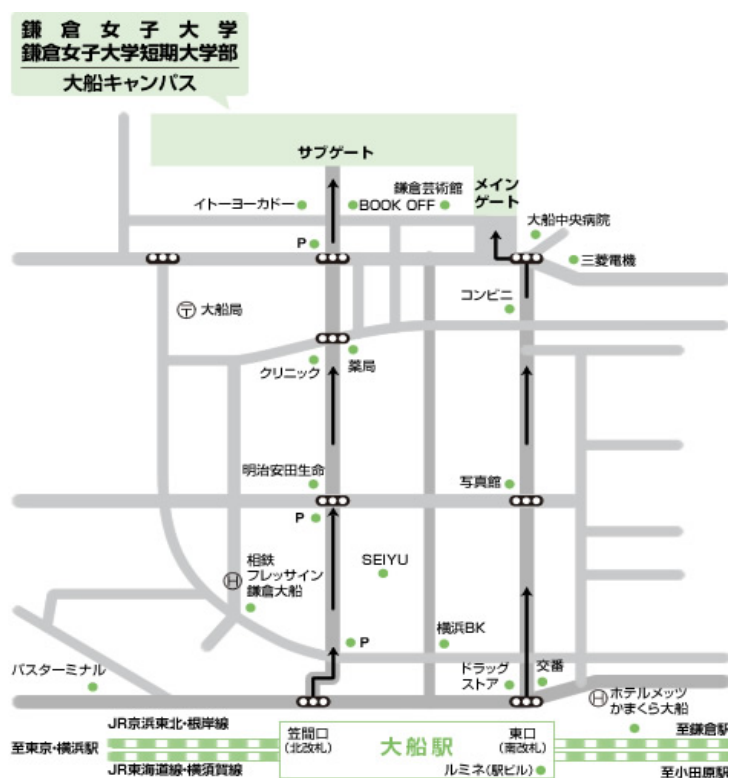 鎌倉女子大学
鎌倉女子大学短期大学部
大船キャンパス
サブゲート
イトーヨーカドー
BOOK OFF
鎌倉芸術館
メイン
ゲート
大船中央病院
P
三菱電機
コンビニ
〒 大船局
クリニック
薬局
明治安田生命
写真館
P
相鉄
フレッサイン
鎌倉大船
H
SEIYU
P
横浜BK
バスターミナル
ドラッグ
ストア
交番
H ホテルメッツ
かまくら大船
JR京浜東北・根岸線
至東京・横浜駅
JR東海道線・横須賀線
笠間口
(北改札)
大船駅
東口
(南改札)
ルミネ(駅ビル)
至鎌倉駅
至小田原駅